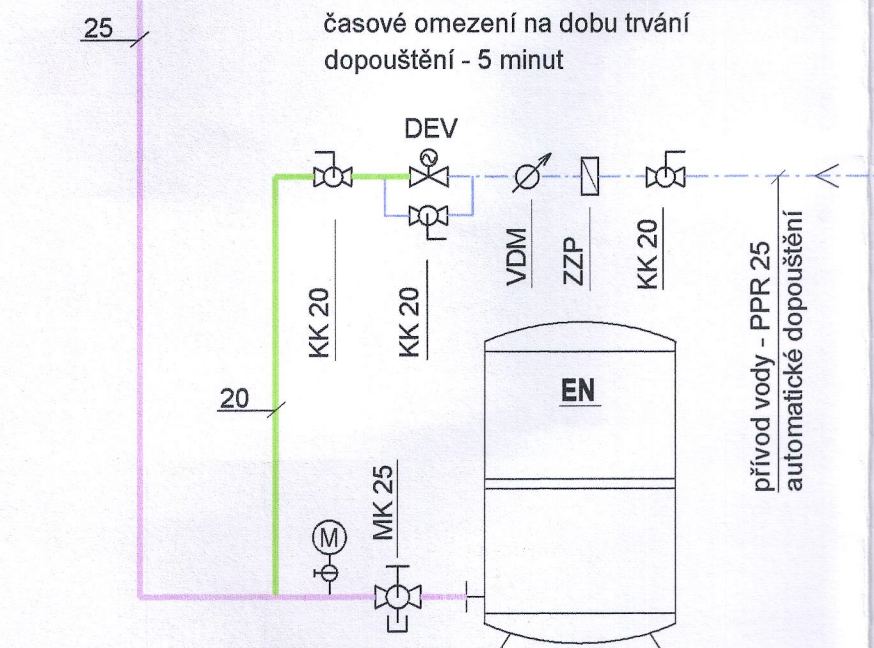 25
časové omezení na dobu trvání
dopouštění - 5 minut
DEV
KK 20
KK 20
VDM
ZZP
KK 20
přívod vody - PPR 25
automatické dopouštění
EN
20
MK 25
M